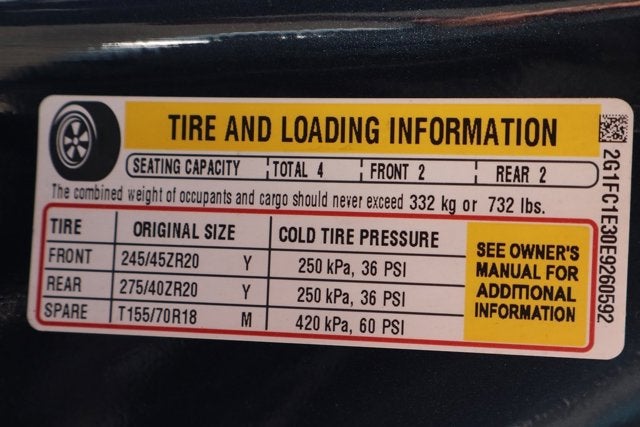 TIRE AND LOADING INFORMATION
SEATING CAPACITY TOTAL 4 FRONT 2 REAR 2
The combined weight of occupants and cargo should never exceed 332 kg or 732 lbs.
TIRE ORIGINAL SIZE COLD TIRE PRESSURE
FRONT 245/45ZR20 Y 250 kPa, 36 PSI
REAR 275/40ZR20 Y 250 kPa, 36 PSI
SPARE T155/70R18 M 420 kPa, 60 PSI
SEE OWNER'S
MANUAL FOR
ADDITIONAL
INFORMATION
2G1FC1E30E9260592